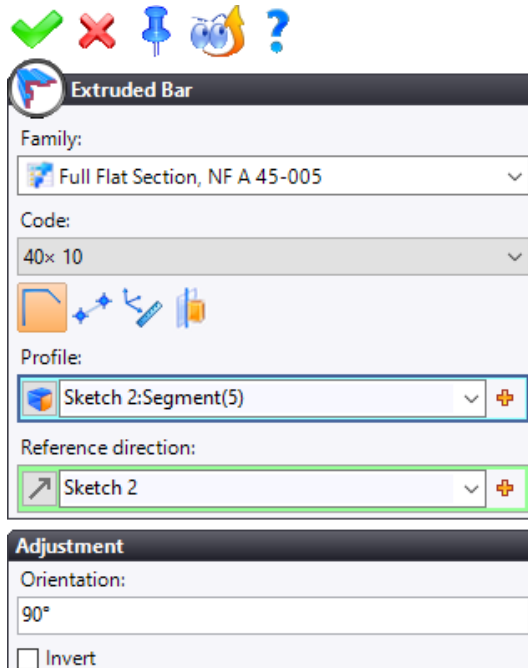 Extruded Bar
Family:
Full Flat Section, NF A 45-005
Code:
40× 10
Profile:
Sketch 2:Segment(5)
Reference direction:
Sketch 2
Adjustment
Orientation:
90°
Invert